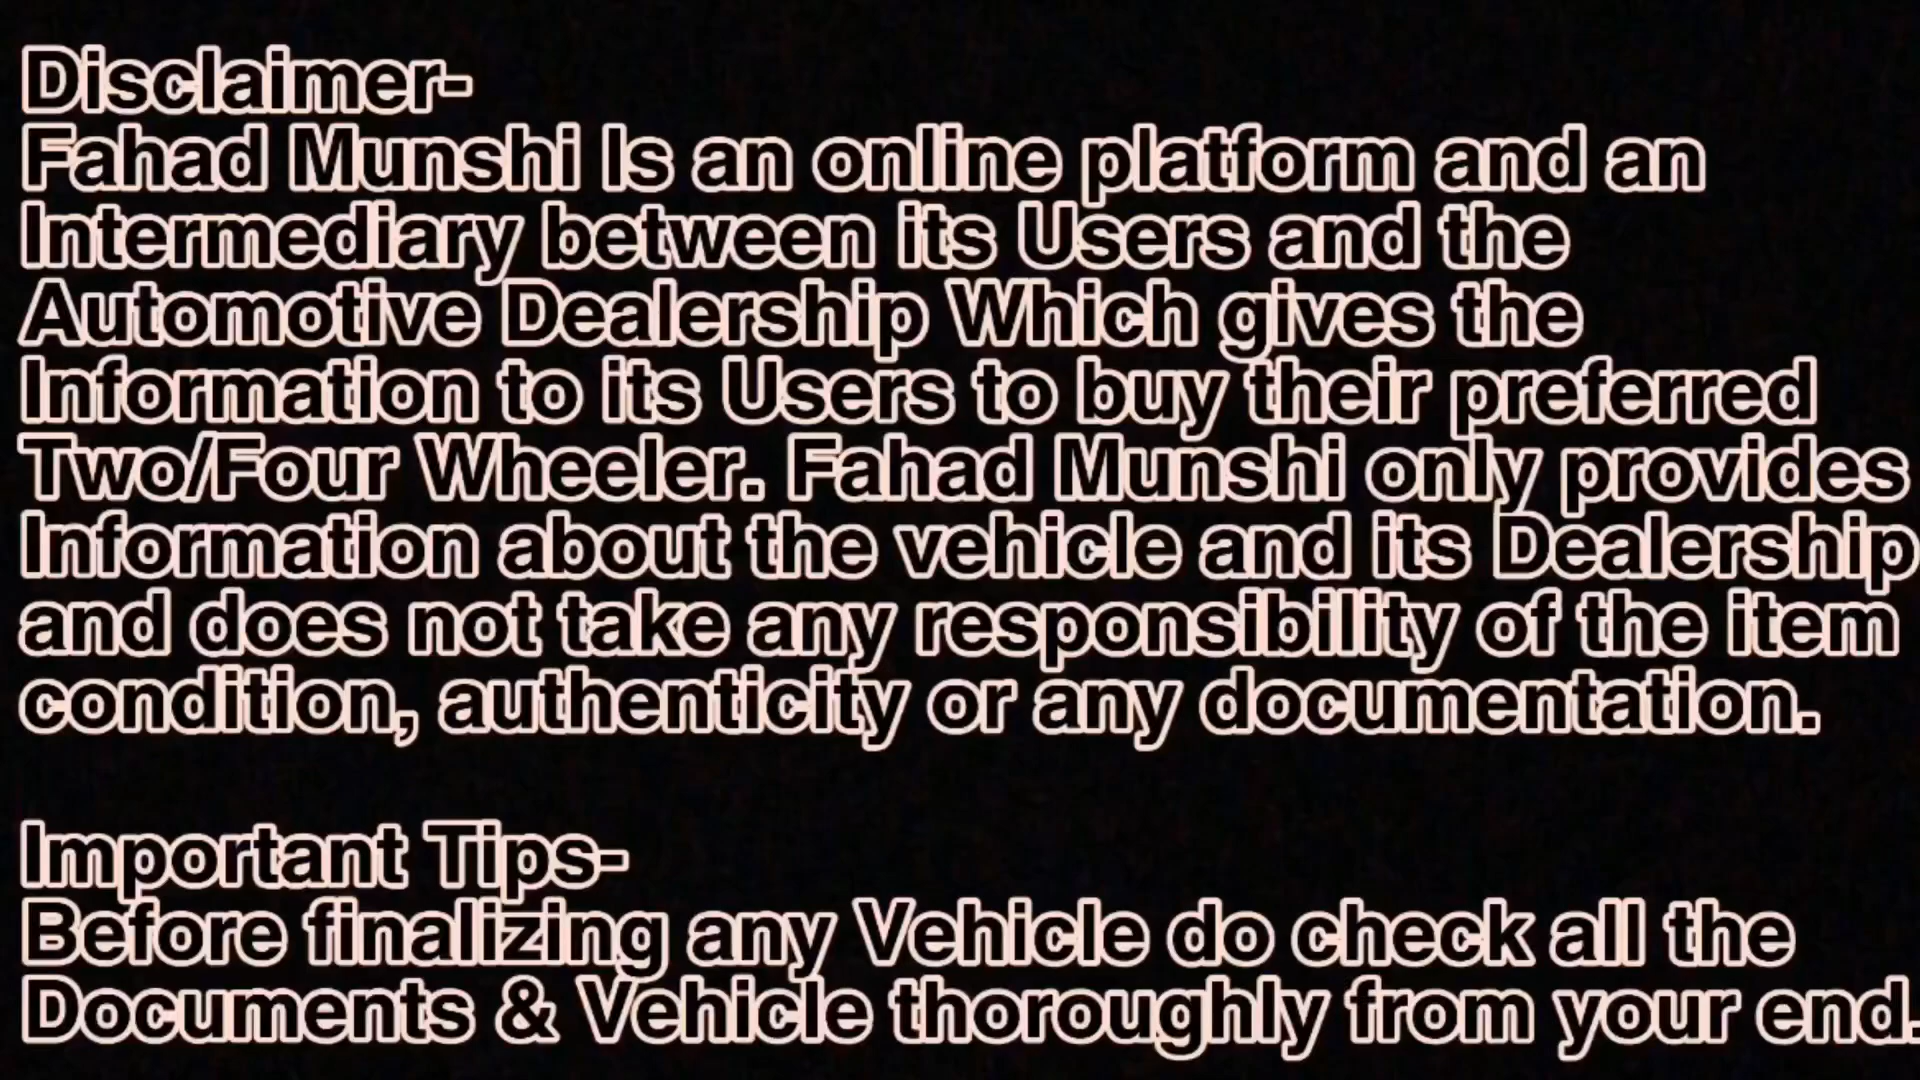 Disclaimer-
Fahad Munshi Is an online platform and an
Intermediary between its Users and the
Automotive Dealership Which gives the
Information to its Users to buy their preferred
Two/Four Wheeler. Fahad Munshi only provides
Information about the vehicle and its Dealership
and does not take any responsibility of the item
condition, authenticity or any documentation.

Important Tips-
Before finalizing any Vehicle do check all the
Documents & Vehicle thoroughly from your end.